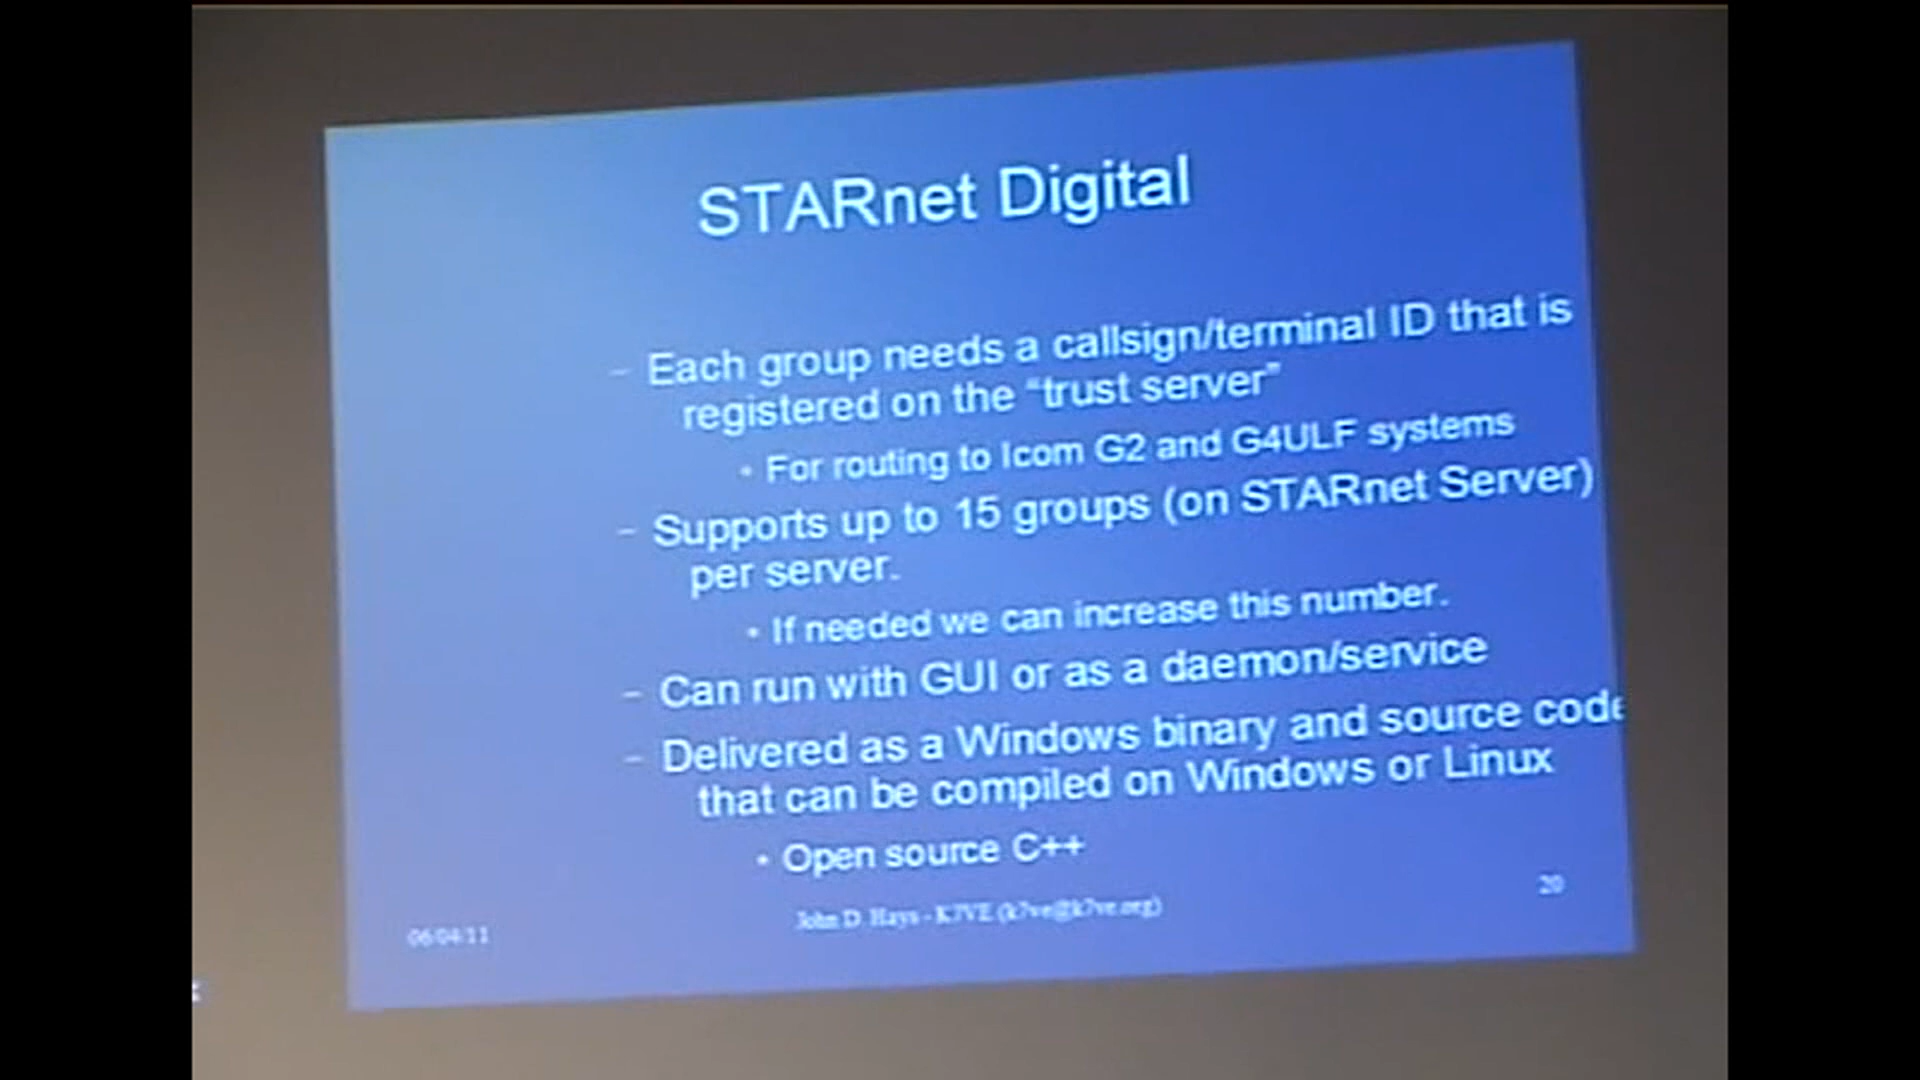 STARnet Digital
– Each group needs a callsign/terminal ID that is
registered on the “trust server”
• For routing to Icom G2 and G4ULF systems
– Supports up to 15 groups (on STARnet Server)
per server.
• If needed we can increase this number.
– Can run with GUI or as a daemon/service
– Delivered as a Windows binary and source code
that can be compiled on Windows or Linux
• Open source C++
06/04/11
John D. Hays - K7VE (k7ve@k7ve.org)
20